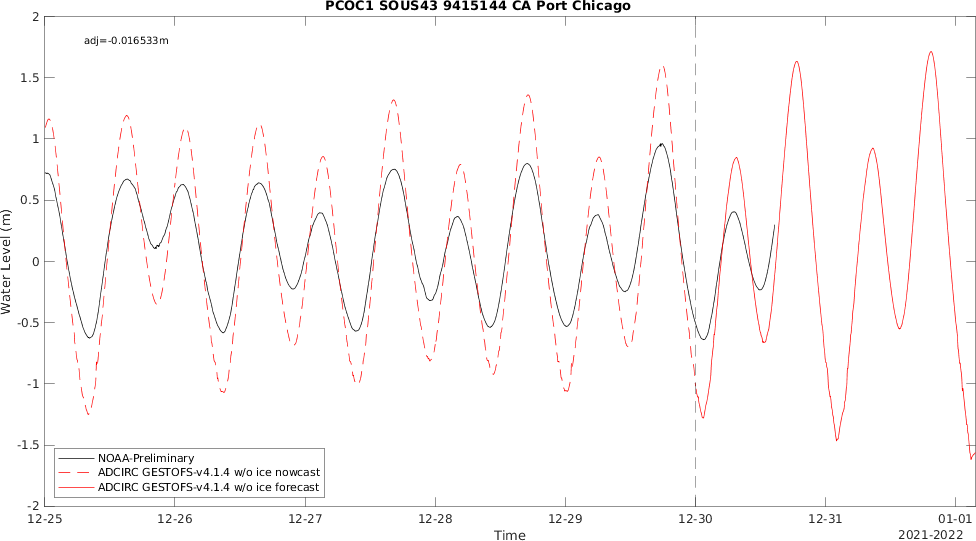 PCOC1 SOUS43 9415144 CA Port Chicago
adj=-0.016533m
2
1.5
1
0.5
0
-0.5
-1
-1.5
-2
Water Level (m)
NOAA-Preliminary
ADCIRC GESTOFS-v4.1.4 w/o ice nowcast
ADCIRC GESTOFS-v4.1.4 w/o ice forecast
12-25 12-26 12-27 12-28 12-29 12-30 12-31 01-01
Time
2021-2022